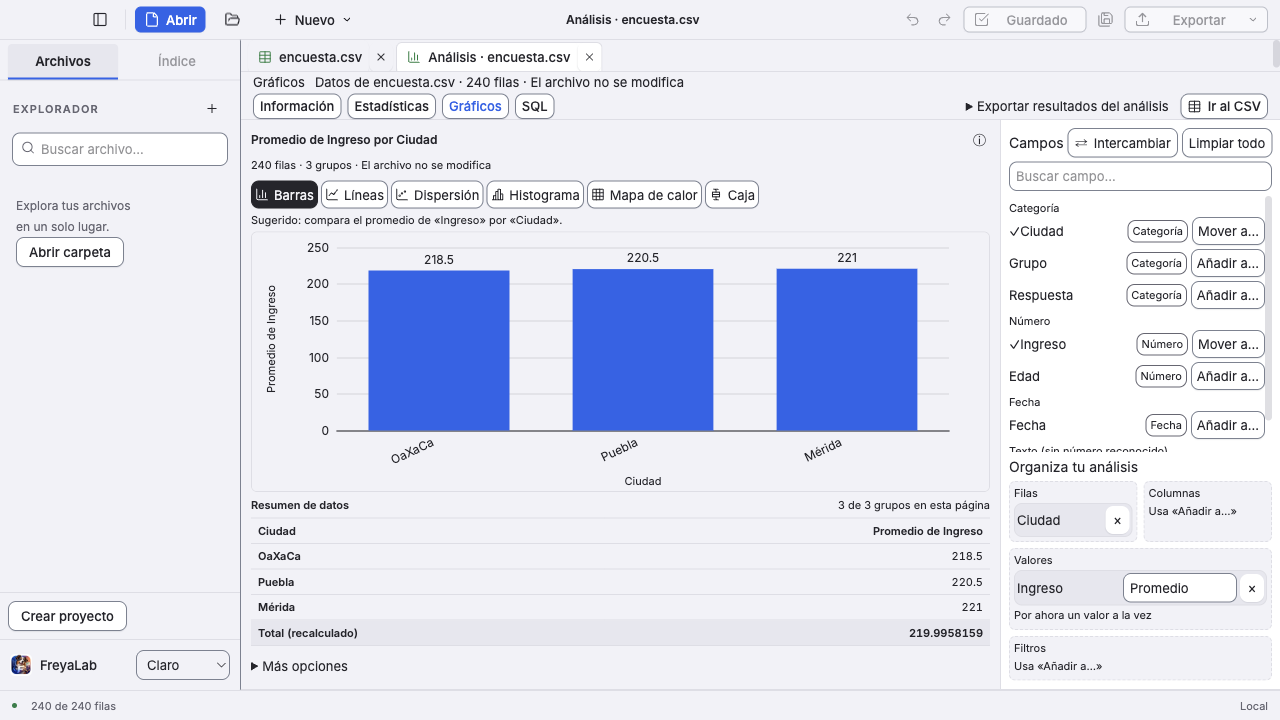 Abrir
Nuevo
Análisis · encuesta.csv
Guardado
Exportar
Archivos
Índice
EXPLORADOR
Buscar archivo...
Explora tus archivos
en un solo lugar.
Abrir carpeta
Crear proyecto
FreyaLab
Claro
240 de 240 filas
Local
encuesta.csv
Análisis · encuesta.csv
Gráficos Datos de encuesta.csv · 240 filas · El archivo no se modifica
Información
Estadísticas
Gráficos
SQL
Exportar resultados del análisis
Ir al CSV
Promedio de Ingreso por Ciudad
240 filas · 3 grupos · El archivo no se modifica
Barras
Líneas
Dispersión
Histograma
Mapa de calor
Caja
Sugerido: compara el promedio de «Ingreso» por «Ciudad».
Promedio de Ingreso
250
200
150
100
50
0
218.5
220.5
221
OaXaCa
Puebla
Mérida
Ciudad
Resumen de datos
3 de 3 grupos en esta página
Ciudad Promedio de Ingreso
OaXaCa 218.5
Puebla 220.5
Mérida 221
Total (recalculado) 219.9958159
Más opciones
Campos
Intercambiar
Limpiar todo
Buscar campo...
Categoría
Ciudad Categoría Mover a...
Grupo Categoría Añadir a...
Respuesta Categoría Añadir a...
Número
Ingreso Número Mover a...
Edad Número Añadir a...
Fecha
Fecha Fecha Añadir a...
Texto (sin número reconocido)
Organiza tu análisis
Filas
Ciudad ×
Columnas
Usa «Añadir a...»
Valores
Ingreso Promedio ×
Por ahora un valor a la vez
Filtros
Usa «Añadir a...»